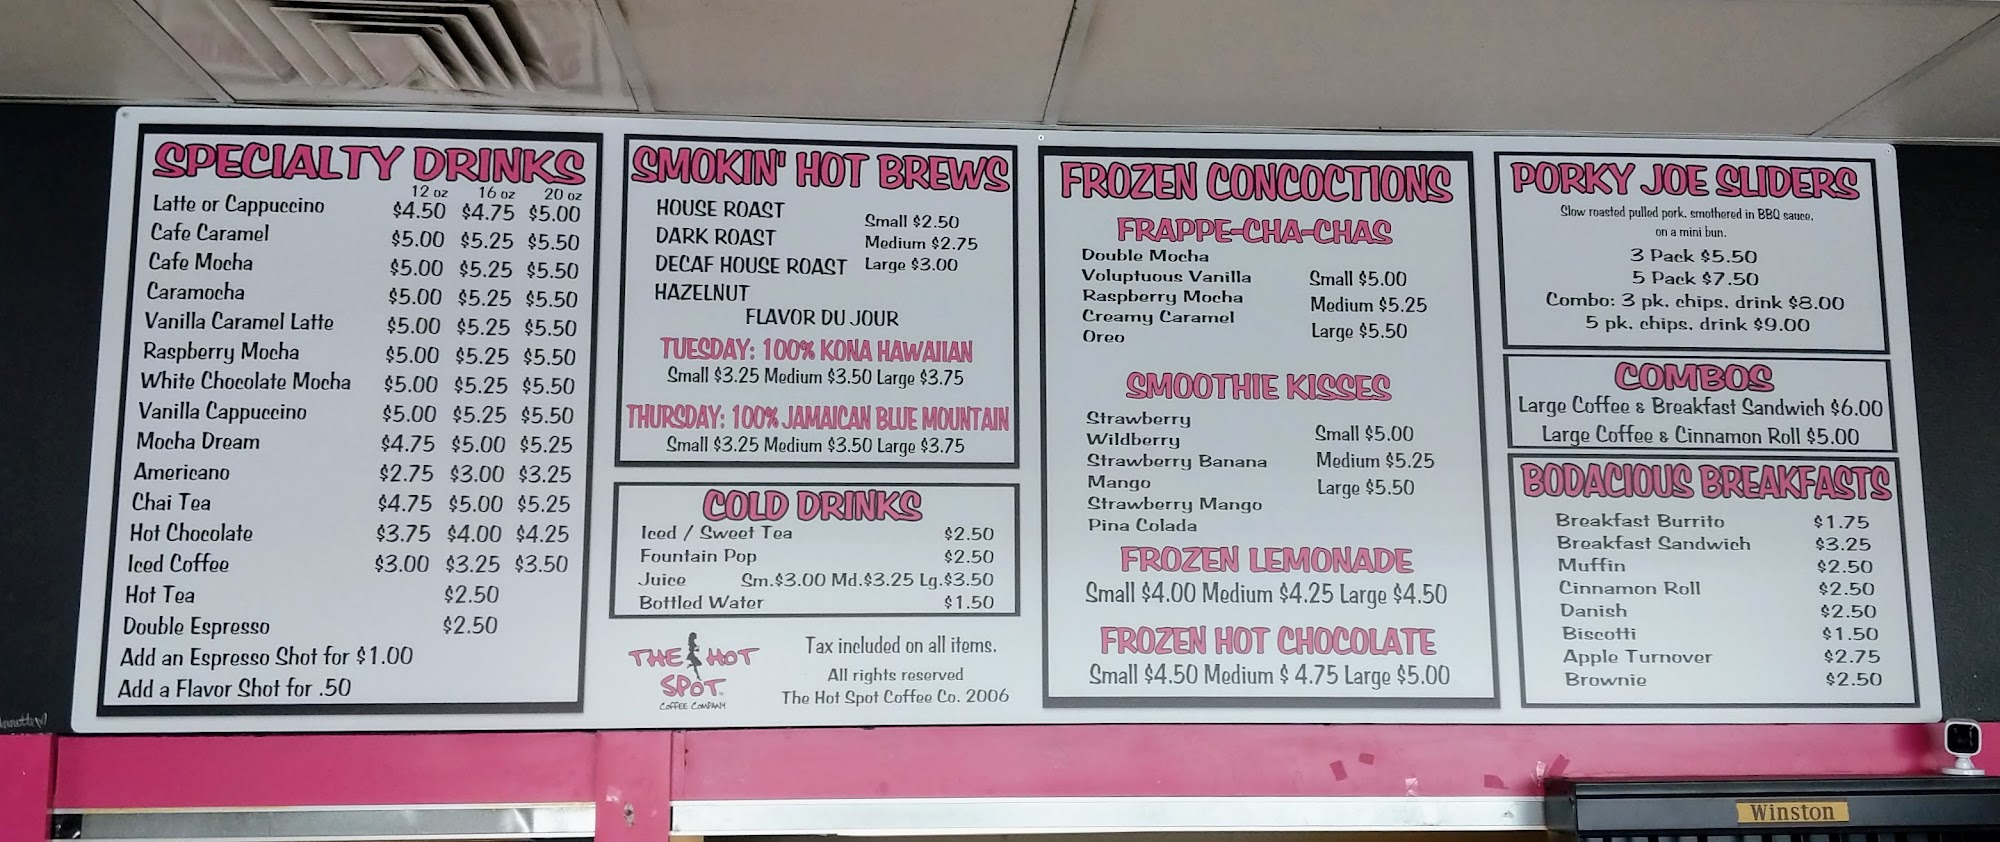 SPECIALTY DRINKS
12 oz 16 oz 20 oz
Latte or Cappuccino $4.50 $4.75 $5.00
Cafe Caramel $5.00 $5.25 $5.50
Cafe Mocha $5.00 $5.25 $5.50
Caramocha $5.00 $5.25 $5.50
Vanilla Caramel Latte $5.00 $5.25 $5.50
Raspberry Mocha $5.00 $5.25 $5.50
White Chocolate Mocha $5.00 $5.25 $5.50
Vanilla Cappuccino $5.00 $5.25 $5.50
Mocha Dream $4.75 $5.00 $5.25
Americano $2.75 $3.00 $3.25
Chai Tea $4.75 $5.00 $5.25
Hot Chocolate $3.75 $4.00 $4.25
Iced Coffee $3.00 $3.25 $3.50
Hot Tea $2.50
Double Espresso $2.50
Add an Espresso Shot for $1.00
Add a Flavor Shot for .50
SMOKIN' HOT BREWS
HOUSE ROAST
DARK ROAST
DECAF HOUSE ROAST
HAZELNUT
Small $2.50
Medium $2.75
Large $3.00
FLAVOR DU JOUR
TUESDAY: 100% KONA HAWAIIAN
Small $3.25 Medium $3.50 Large $3.75
THURSDAY: 100% JAMAICAN BLUE MOUNTAIN
Small $3.25 Medium $3.50 Large $3.75
COLD DRINKS
Iced / Sweet Tea $2.50
Fountain Pop $2.50
Juice Sm.$3.00 Md.$3.25 Lg.$3.50
Bottled Water $1.50
THE HOT
SPOT
COFFEE COMPANY
Tax included on all items.
All rights reserved
The Hot Spot Coffee Co. 2006
FROZEN CONCOCTIONS
FRAPPE-CHA-CHAS
Double Mocha
Voluptuous Vanilla
Raspberry Mocha
Creamy Caramel
Oreo
Small $5.00
Medium $5.25
Large $5.50
SMOOTHIE KISSES
Strawberry
Wildberry
Strawberry Banana
Mango
Strawberry Mango
Pina Colada
Small $5.00
Medium $5.25
Large $5.50
FROZEN LEMONADE
Small $4.00 Medium $4.25 Large $4.50
FROZEN HOT CHOCOLATE
Small $4.50 Medium $ 4.75 Large $5.00
PORKY JOE SLIDERS
Slow roasted pulled pork, smothered in BBQ sauce,
on a mini bun.
3 Pack $5.50
5 Pack $7.50
Combo: 3 pk, chips, drink $8.00
5 pk, chips, drink $9.00
COMBOS
Large Coffee & Breakfast Sandwich $6.00
Large Coffee & Cinnamon Roll $5.00
BODACIOUS BREAKFASTS
Breakfast Burrito $1.75
Breakfast Sandwich $3.25
Muffin $2.50
Cinnamon Roll $2.50
Danish $2.50
Biscotti $1.50
Apple Turnover $2.75
Brownie $2.50
Winston